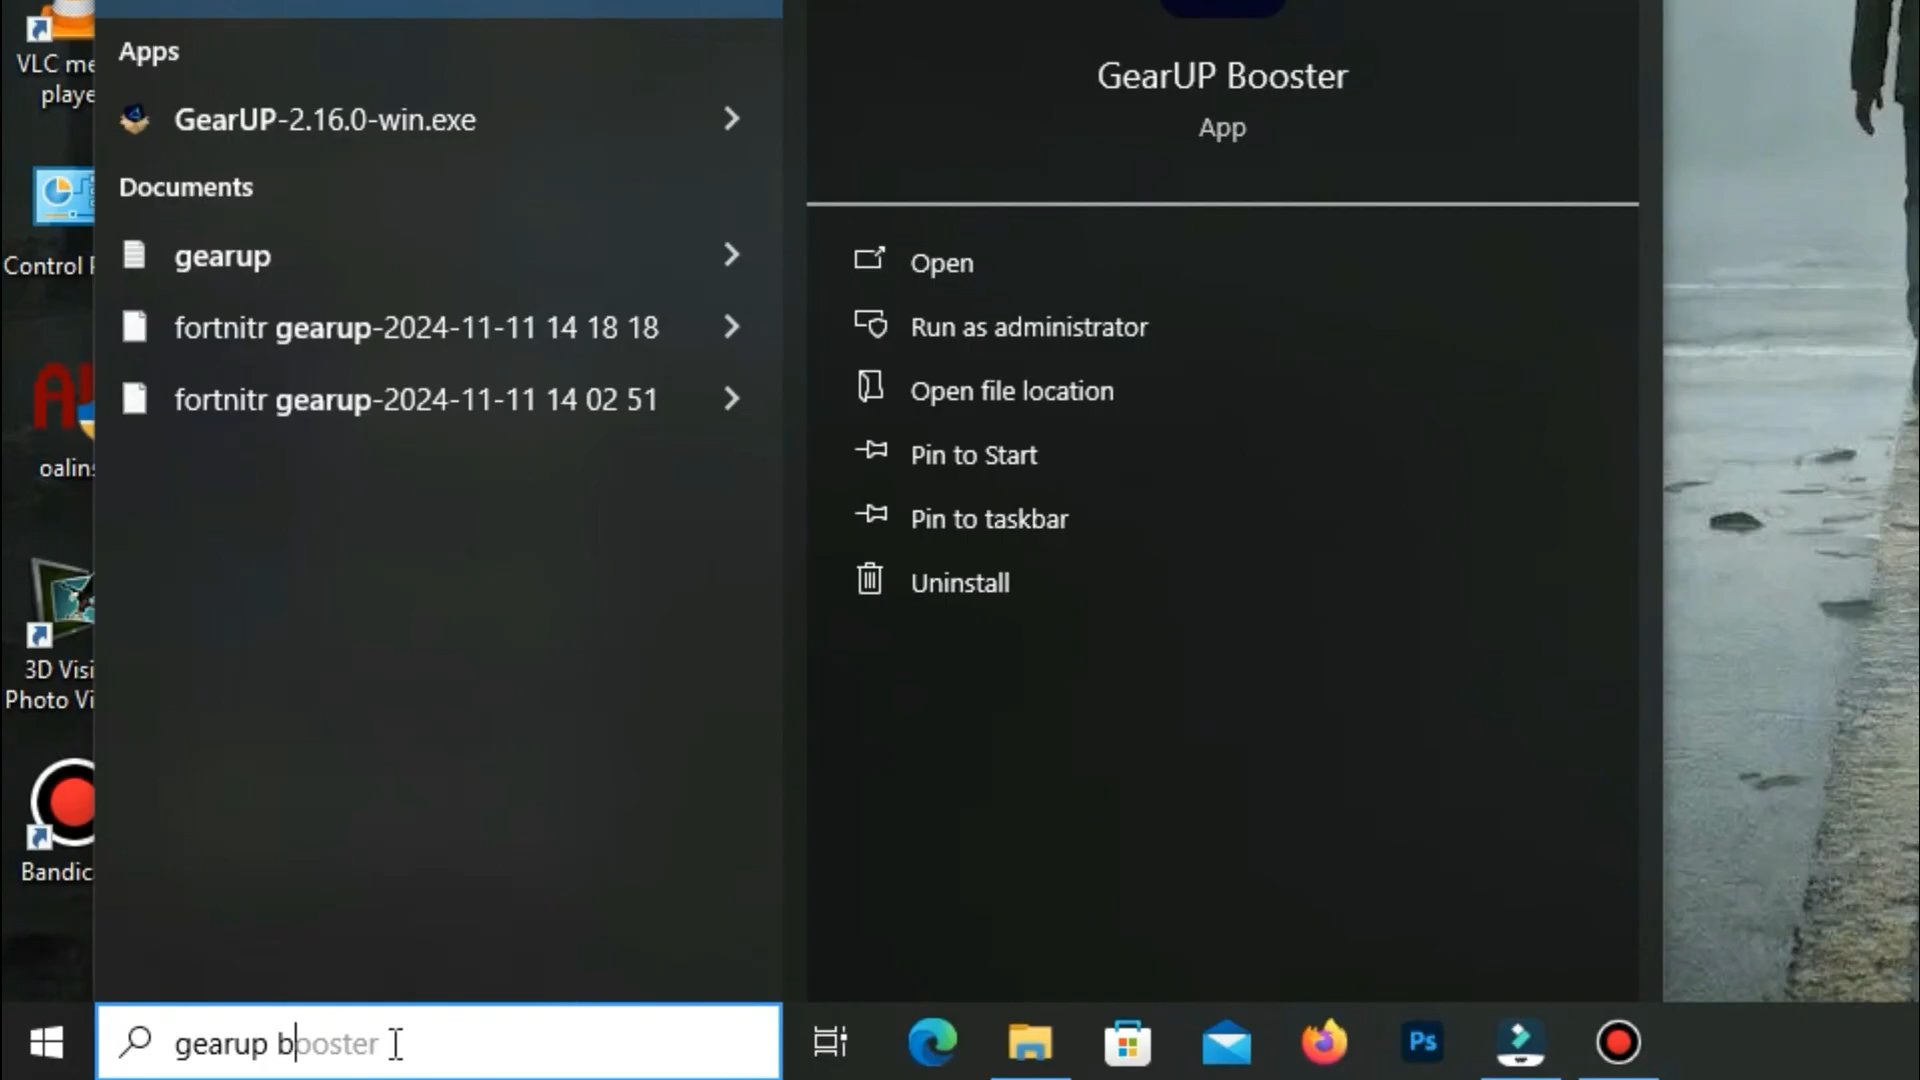 VLC me
playe
Control P
oalins
3D Visi
Photo Vi
Bandic
Apps
GearUP-2.16.0-win.exe
Documents
gearup
fortnitr gearup-2024-11-11 14 18 18
fortnitr gearup-2024-11-11 14 02 51
GearUP Booster
App
Open
Run as administrator
Open file location
Pin to Start
Pin to taskbar
Uninstall
gearup booster
Ps